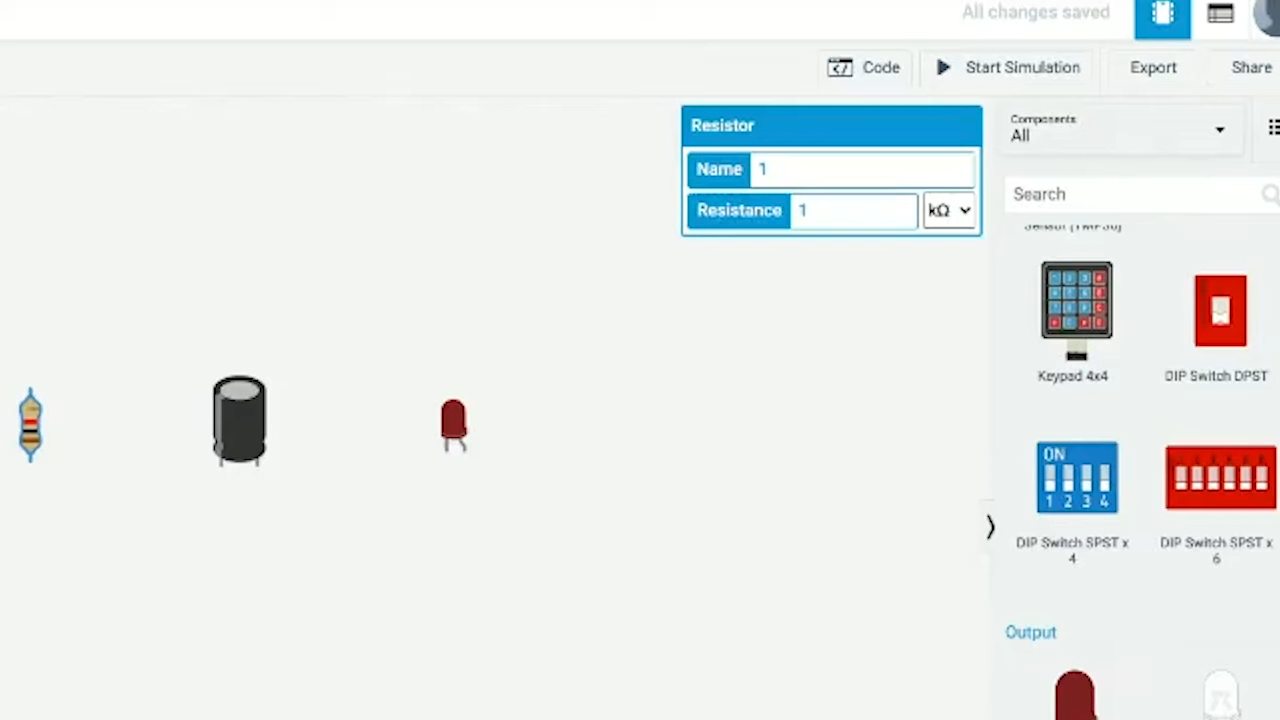 All changes saved
Code
Start Simulation
Export
Share
Resistor
Name 1
Resistance 1 kΩ
Components
All
Search
Keypad 4x4
DIP Switch DPST
ON
1 2 3 4
DIP Switch SPST x
4
DIP Switch SPST x
6
Output